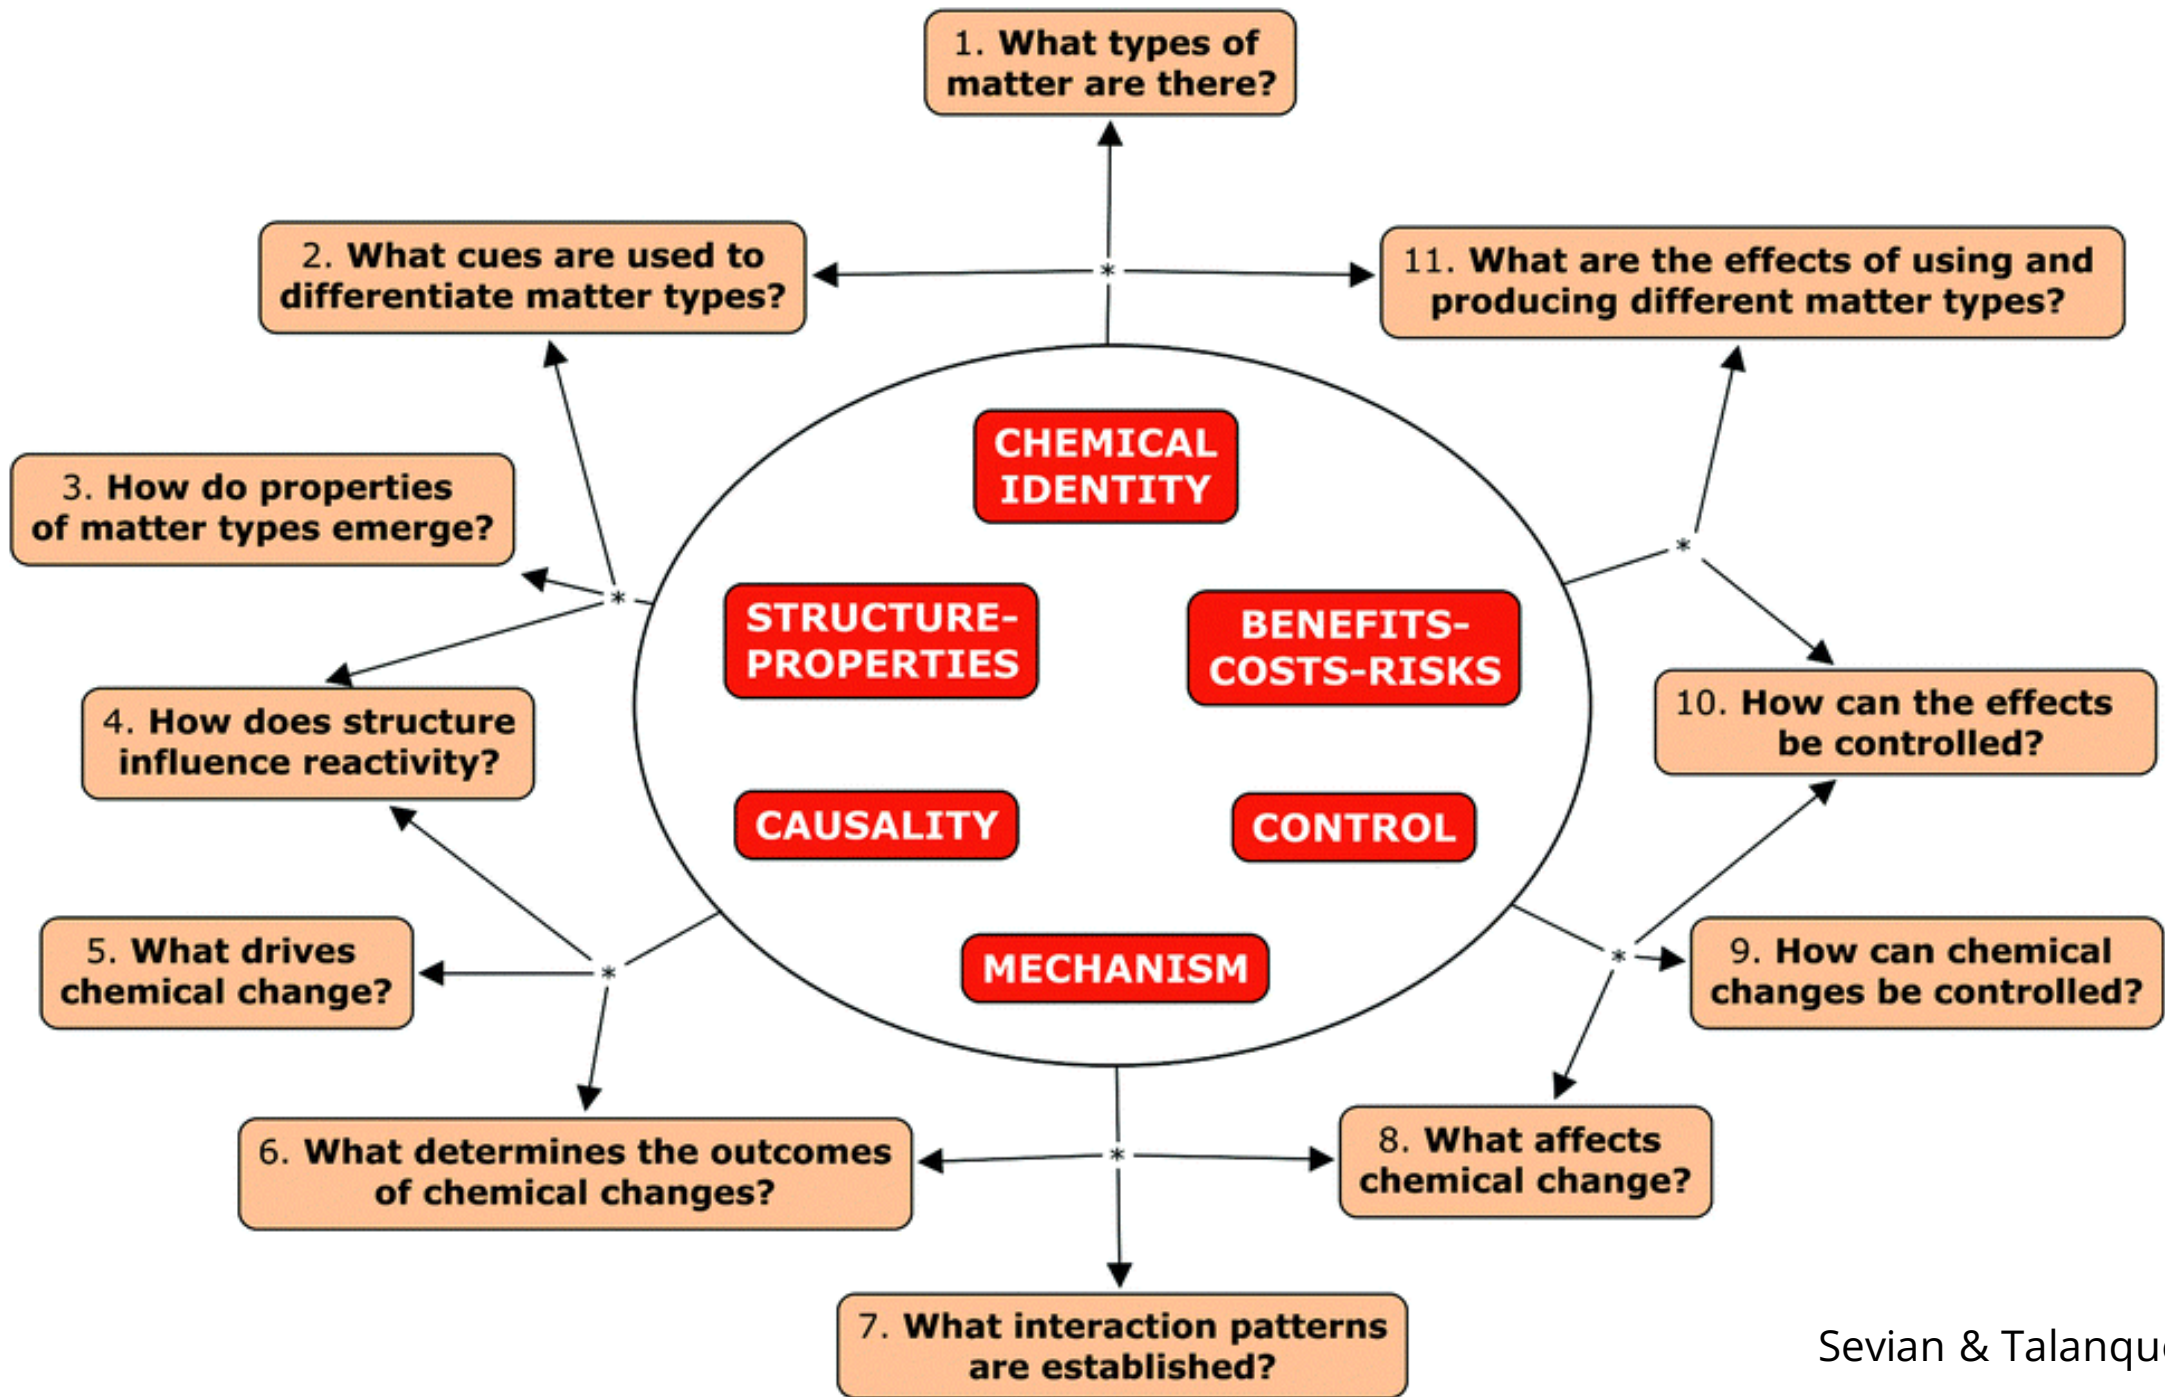 1. What types of
matter are there?
2. What cues are used to
differentiate matter types?
11. What are the effects of using and
producing different matter types?
*
CHEMICAL
IDENTITY
3. How do properties
of matter types emerge?
*
*
STRUCTURE-
PROPERTIES
BENEFITS-
COSTS-RISKS
4. How does structure
influence reactivity?
10. How can the effects
be controlled?
CAUSALITY
CONTROL
5. What drives
chemical change?
*
MECHANISM
*
9. How can chemical
changes be controlled?
6. What determines the outcomes
of chemical changes?
*
8. What affects
chemical change?
7. What interaction patterns
are established?
Sevian &